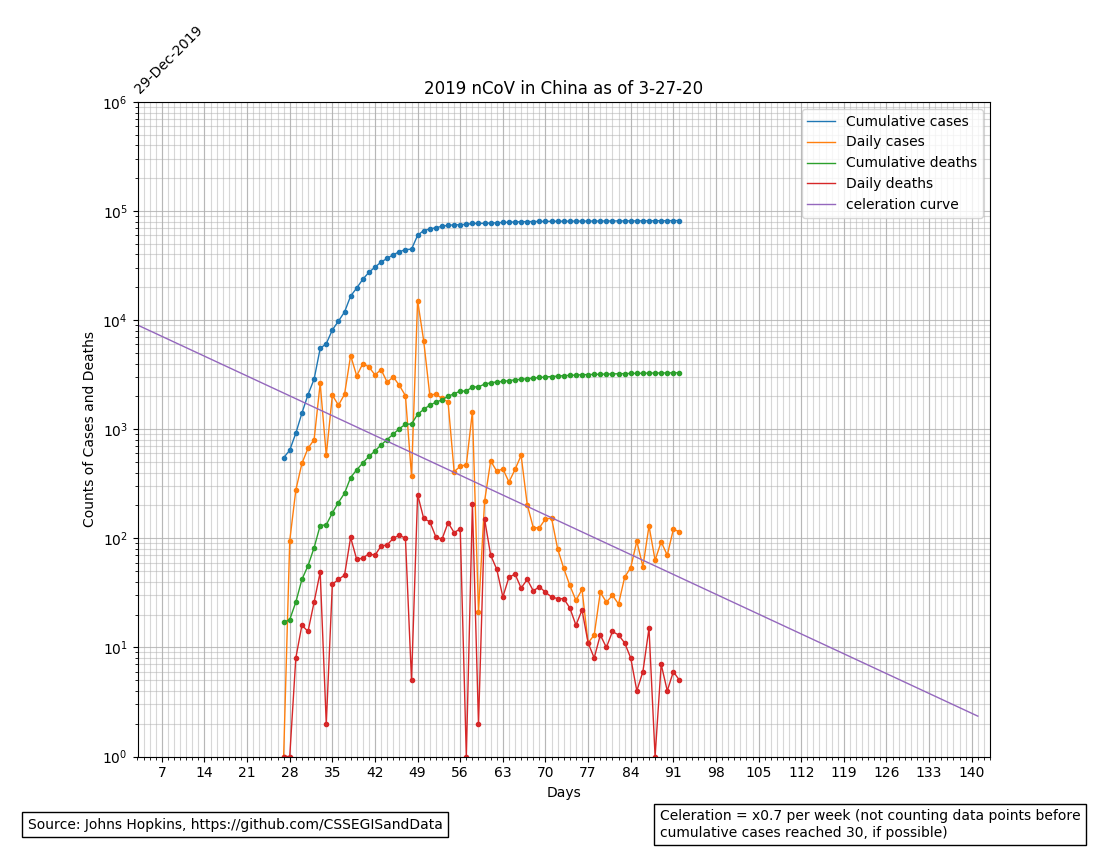 29-Dec-2019
2019 nCoV in China as of 3-27-20
Cumulative cases
Daily cases
Cumulative deaths
Daily deaths
celeration curve
Counts of Cases and Deaths
10^6
10^5
10^4
10^3
10^2
10^1
10^0
7 14 21 28 35 42 49 56 63 70 77 84 91 98 105 112 119 126 133 140
Days
Source: Johns Hopkins, https://github.com/CSSEGISandData
Celeration = x0.7 per week (not counting data points before
cumulative cases reached 30, if possible)